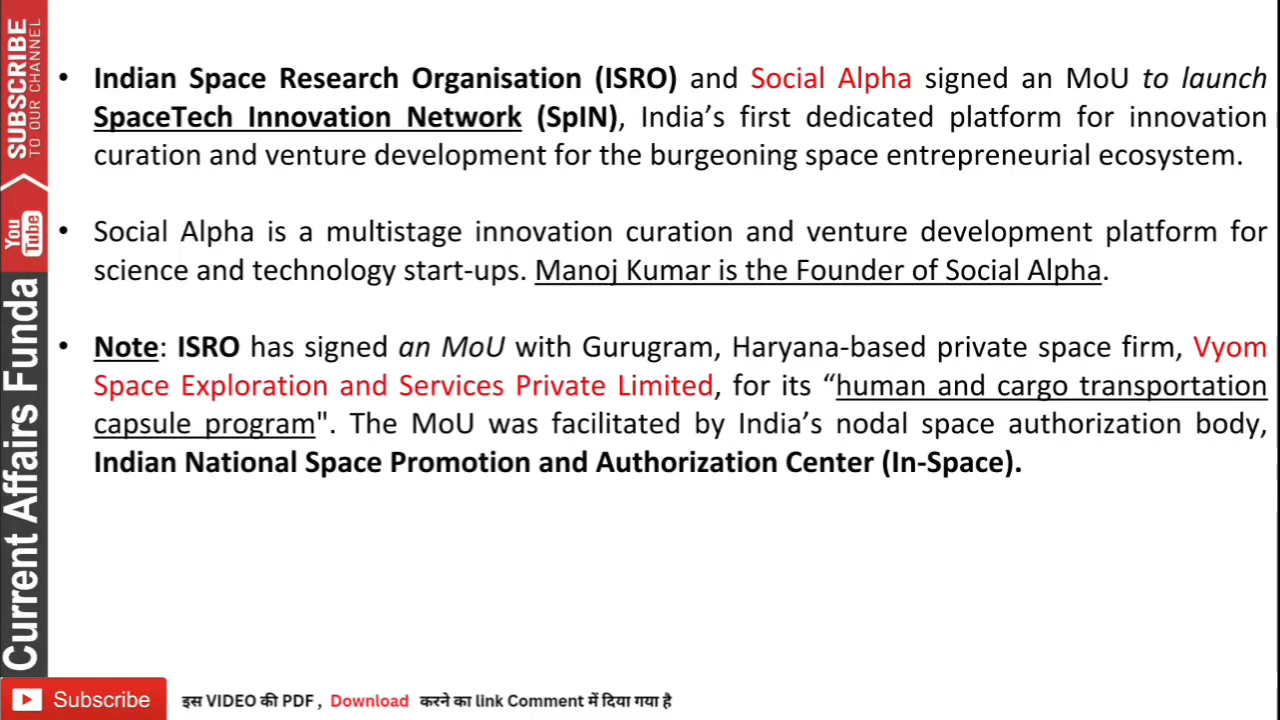 • Indian Space Research Organisation (ISRO) and Social Alpha signed an MoU to launch
SpaceTech Innovation Network (SpIN), India’s first dedicated platform for innovation
curation and venture development for the burgeoning space entrepreneurial ecosystem.
• Social Alpha is a multistage innovation curation and venture development platform for
science and technology start-ups. Manoj Kumar is the Founder of Social Alpha.
• Note: ISRO has signed an MoU with Gurugram, Haryana-based private space firm, Vyom
Space Exploration and Services Private Limited, for its “human and cargo transportation
capsule program". The MoU was facilitated by India’s nodal space authorization body,
Indian National Space Promotion and Authorization Center (In-Space).
SUBSCRIBE
TO OUR CHANNEL
You
Tube
Current Affairs Funda
Subscribe
इस VIDEO की PDF , Download करने का link Comment में दिया गया है